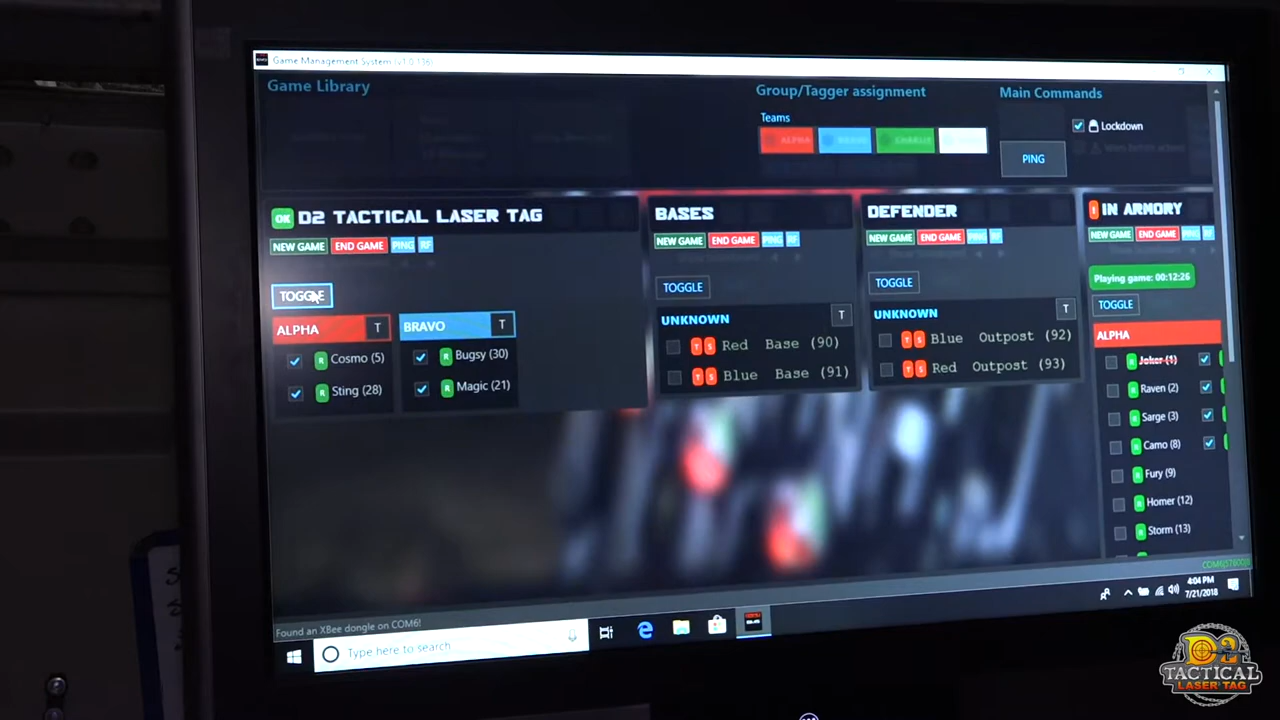 Game Management System (v1.0.136)
Game Library
Group/Tagger assignment
Main Commands
Teams
ALPHA
BRAVO
CHARLIE
Lockdown
PING
OK D2 TACTICAL LASER TAG
NEW GAME END GAME PING RF
TOGGLE
ALPHA T
BRAVO T
R Cosmo (5)
R Bugsy (30)
R Sting (28)
R Magic (21)
BASES
NEW GAME END GAME PING RF
TOGGLE
UNKNOWN T
T S Red Base (90)
T S Blue Base (91)
DEFENDER
NEW GAME END GAME PING RF
TOGGLE
UNKNOWN T
T S Blue Outpost (92)
T S Red Outpost (93)
! IN ARMORY
NEW GAME END GAME PING RF
Playing game: 00:12:26
TOGGLE
ALPHA
R Joker (1)
R Raven (2)
R Sarge (3)
R Camo (8)
R Fury (9)
R Homer (12)
R Storm (13)
Found an XBee dongle on COM6!
Type here to search
4:04 PM
7/21/2018
D2
TACTICAL
LASER TAG